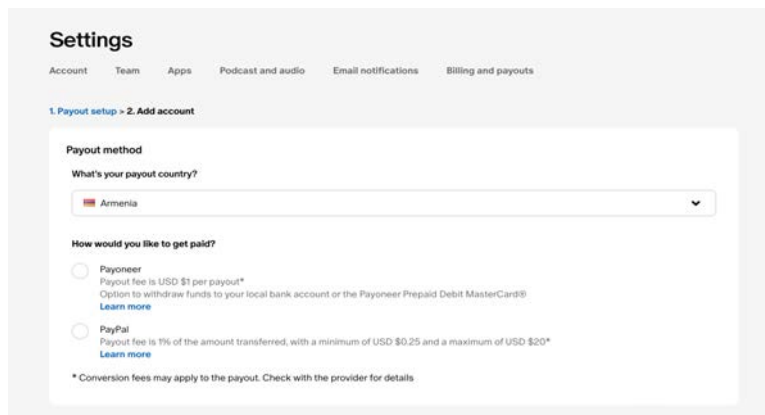 Settings
Account Team Apps Podcast and audio Email notifications Billing and payouts
1. Payout setup > 2. Add account
Payout method
What's your payout country?
Armenia
How would you like to get paid?
Payoneer
Payout fee is USD $1 per payout*
Option to withdraw funds to your local bank account or the Payoneer Prepaid Debit MasterCard®
Learn more
PayPal
Payout fee is 1% of the amount transferred, with a minimum of USD $0.25 and a maximum of USD $20*
Learn more
* Conversion fees may apply to the payout. Check with the provider for details